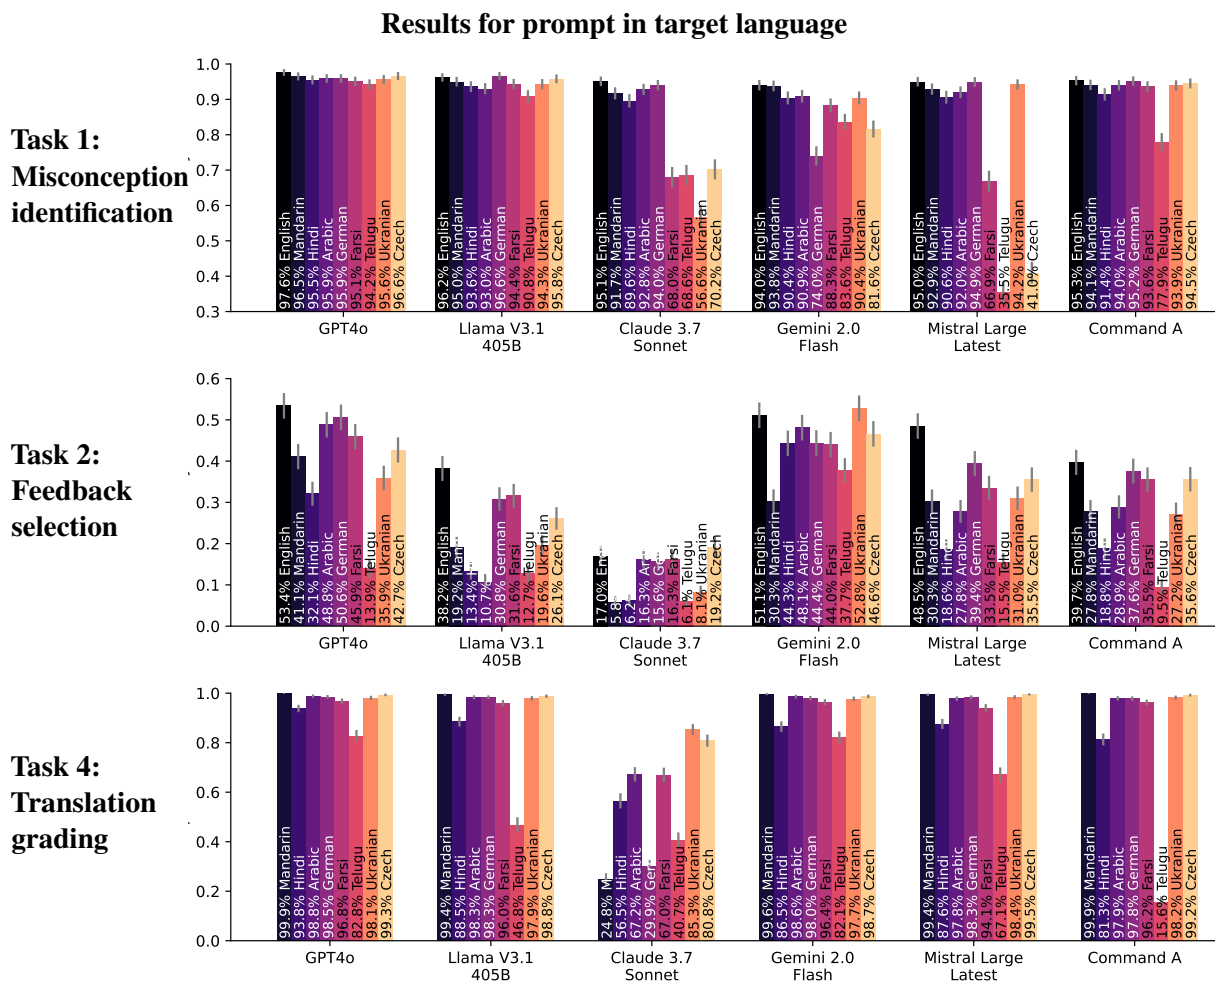 Results for prompt in target language
Task 1:
Misconception
identification
1.0
0.9
0.8
0.7
0.6
0.5
0.4
0.3
97.6% English
96.5% Mandarin
95.5% Hindi
95.9% Arabic
95.9% German
95.1% Farsi
94.2% Telugu
95.6% Ukranian
96.6% Czech
96.2% English
95.0% Mandarin
93.6% Hindi
93.0% Arabic
96.6% German
94.4% Farsi
90.8% Telugu
94.3% Ukranian
95.8% Czech
95.1% English
91.7% Mandarin
89.6% Hindi
92.8% Arabic
94.0% German
68.0% Farsi
68.6% Telugu
56.6% Ukranian
70.2% Czech
94.0% English
93.8% Mandarin
90.4% Hindi
90.9% Arabic
74.0% German
88.3% Farsi
83.6% Telugu
90.4% Ukranian
81.6% Czech
95.0% English
92.9% Mandarin
90.6% Hindi
92.0% Arabic
94.9% German
66.9% Farsi
35.5% Telugu
94.2% Ukranian
41.0% Czech
95.3% English
94.1% Mandarin
91.4% Hindi
94.1% Arabic
95.2% German
93.6% Farsi
77.9% Telugu
93.9% Ukranian
94.5% Czech
GPT4o
Llama V3.1
405B
Claude 3.7
Sonnet
Gemini 2.0
Flash
Mistral Large
Latest
Command A
Task 2:
Feedback
selection
0.6
0.5
0.4
0.3
0.2
0.1
0.0
53.4% English
41.1% Mandarin
32.1% Hindi
48.8% Arabic
50.6% German
45.9% Farsi
13.9% Telugu
35.9% Ukranian
42.7% Czech
38.2% English
19.2% Man
13.4%
10.7%
30.8% German
31.6% Farsi
12.7% Telugu
19.6% Ukranian
26.1% Czech
17.0% En
5.8
6.2
16.3% Farsi
6.1% Telugu
8.1% Ukranian
19.2% Czech
51.1% English
30.3% Mandarin
44.3% Hindi
48.1% Arabic
44.4% German
44.0% Farsi
37.7% Telugu
52.8% Ukranian
46.6% Czech
48.5% English
30.3% Mandarin
18.6% Hind
27.8% Arabic
39.4% German
33.5% Farsi
15.5% Telugu
31.0% Ukranian
35.5% Czech
39.7% English
27.8% Mandarin
18.8% Hind
28.9% Arabic
37.6% German
35.5% Farsi
9.5% Telugu
27.2% Ukranian
35.6% Czech
GPT4o
Llama V3.1
405B
Claude 3.7
Sonnet
Gemini 2.0
Flash
Mistral Large
Latest
Command A
Task 4:
Translation
grading
1.0
0.8
0.6
0.4
0.2
0.0
99.9% Mandarin
93.8% Hindi
98.8% Arabic
98.5% German
96.8% Farsi
82.8% Telugu
98.1% Ukranian
99.3% Czech
99.4% Mandarin
88.5% Hindi
98.3% Arabic
98.3% German
96.0% Farsi
46.8% Telugu
97.9% Ukranian
98.8% Czech
24.8% M
56.5% Hindi
67.2% Arabic
29.9% Ger
67.0% Farsi
40.7% Telugu
85.3% Ukranian
80.8% Czech
99.6% Mandarin
86.5% Hindi
98.6% Arabic
98.0% German
96.4% Farsi
82.1% Telugu
97.7% Ukranian
98.7% Czech
99.4% Mandarin
87.6% Hindi
97.8% Arabic
98.3% German
94.1% Farsi
67.1% Telugu
98.4% Ukranian
99.5% Czech
99.9% Mandarin
81.3% Hindi
97.9% Arabic
97.8% German
96.2% Farsi
15.6% Telugu
98.2% Ukranian
99.2% Czech
GPT4o
Llama V3.1
405B
Claude 3.7
Sonnet
Gemini 2.0
Flash
Mistral Large
Latest
Command A